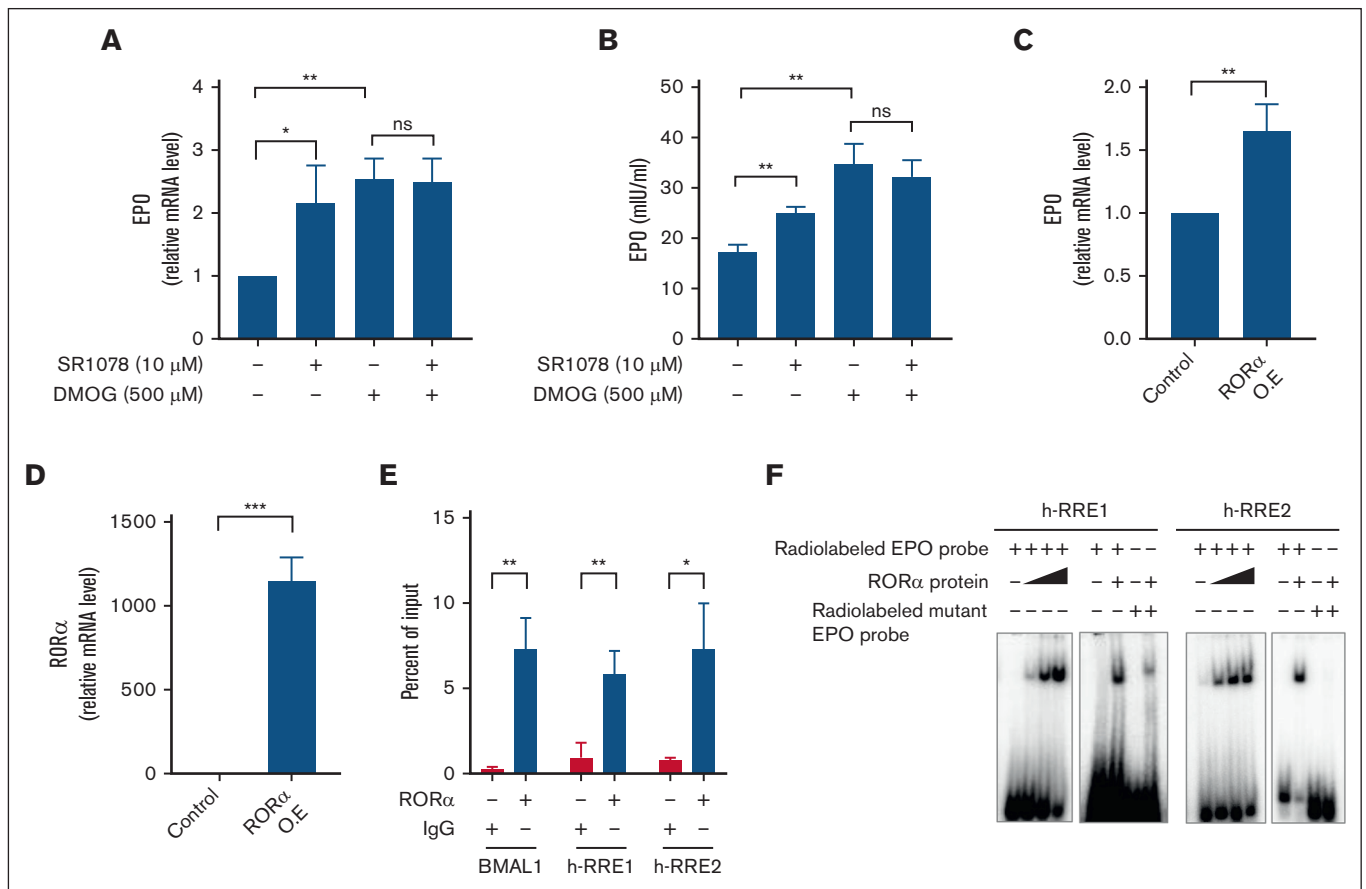 A
EPO
(relative mRNA level)
4
3
2
1
0
**
*
ns
SR1078 (10 μM) – + – +
DMOG (500 μM) – – + +
B
EPO (mIU/ml)
50
40
30
20
10
0
**
**
ns
SR1078 (10 μM) – + – +
DMOG (500 μM) – – + +
C
EPO
(relative mRNA level)
2.0
1.5
1.0
0.5
0.0
**
Control
RORα
O.E
D
RORα
(relative mRNA level)
1500
1000
500
0
***
Control
RORα
O.E
E
Percent of input
15
10
5
0
** ** *
RORα – + – + – +
IgG + – + – + –
BMAL1 h-RRE1 h-RRE2
F
h-RRE1 h-RRE2
Radiolabeled EPO probe ++++ ++–– ++++ ++––
RORα protein – –+–+ – –+–+
Radiolabeled mutant –––– ––++ –––– ––++
EPO probe